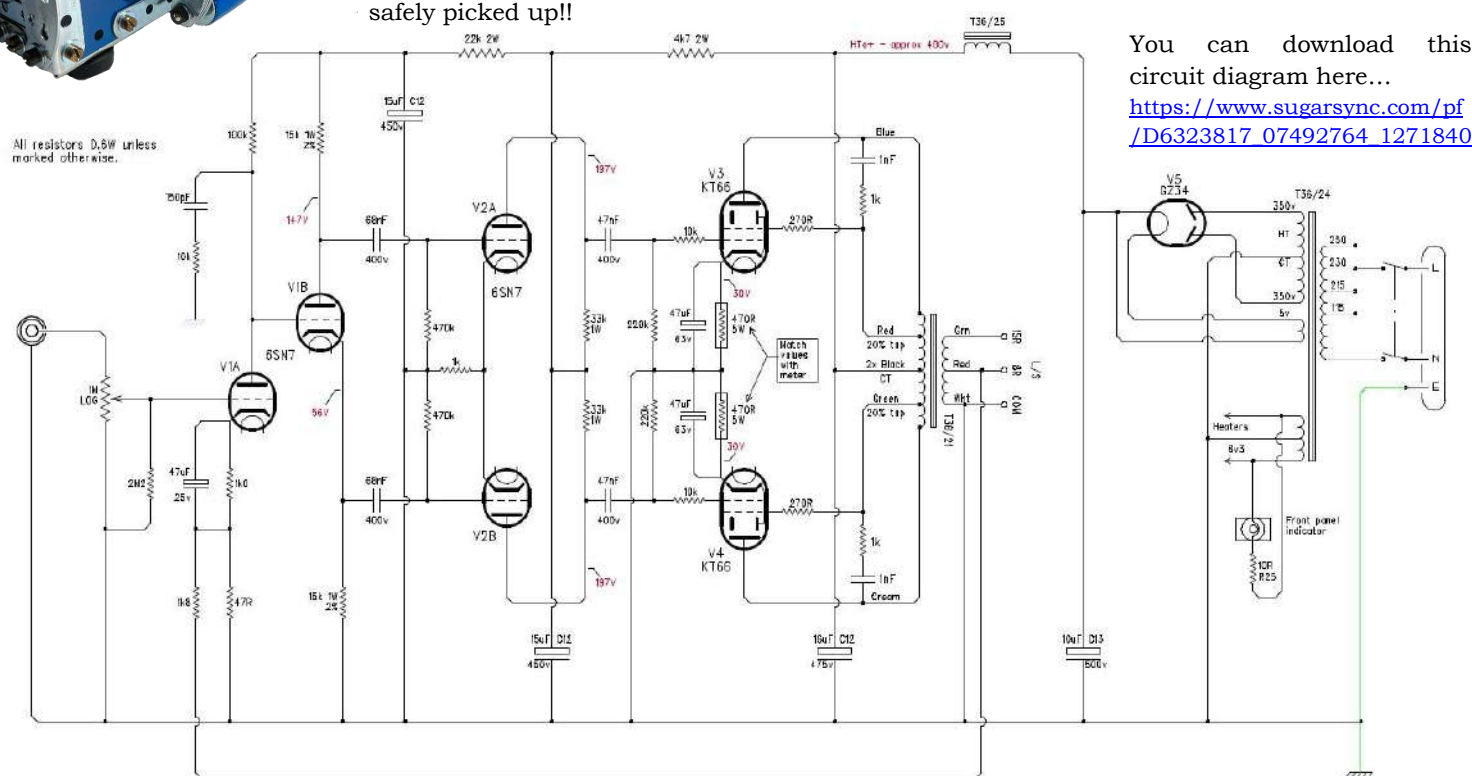 safely picked up!!
You can download this
circuit diagram here…
https://www.sugarsync.com/pf
/D6323817_07492764_1271840
All resistors 0,6W unless
marked otherwise.
22k 2W
4k7 2W
HT++ - approx 400v
T36/25
15uF C12
450v
100k
15k 1W
2%
150pF
10k
147V
68nF
400v
V2A
6SN7
V1B
6SN7
V1A
1M
LOG
2M2
47uF
25v
1k0
1k8
47R
56V
15k 1W
2%
68nF
400v
470k
1k
470k
V2B
197V
47nF
400v
33k
1W
33k
1W
197V
47nF
400v
220k
220k
10k
10k
V3
KT66
V4
KT66
30V
47uF
63v
470R
5W
Match
values
with
meter
47uF
63v
470R
5W
30V
270R
270R
Blue
1nF
1k
Red
20% tap
2x Black
CT
Green
20% tap
1k
1nF
Cream
Grn
Red
Wht
15R
8R
COM
L/S
T36/21
15uF C12
450v
16uF C12
475v
10uF C13
500v
V5
GZ34
T36/24
350v
HT
CT
350v
5v
250
230
215
115
L
N
E
Heaters
6v3
Front panel
indicator
10R
R25